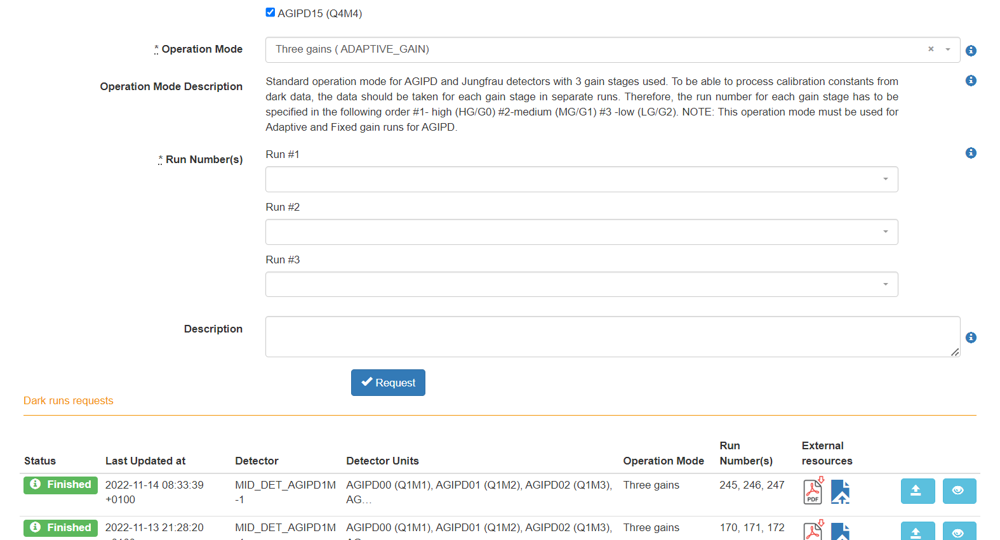 AGIPD15 (Q4M4)
* Operation Mode
Three gains ( ADAPTIVE_GAIN)
Operation Mode Description
Standard operation mode for AGIPD and Jungfrau detectors with 3 gain stages used. To be able to process calibration constants from
dark data, the data should be taken for each gain stage in separate runs. Therefore, the run number for each gain stage has to be
specified in the following order #1- high (HG/G0) #2-medium (MG/G1) #3 -low (LG/G2). NOTE: This operation mode must be used for
Adaptive and Fixed gain runs for AGIPD.
* Run Number(s)
Run #1
Run #2
Run #3
Description
Request
Dark runs requests
Status Last Updated at Detector Detector Units Operation Mode Run Number(s) External resources
Finished 2022-11-14 08:33:39 MID_DET_AGIPD1M AGIPD00 (Q1M1), AGIPD01 (Q1M2), AGIPD02 (Q1M3), Three gains 245, 246, 247
+0100 -1 AG… PDF
Finished 2022-11-13 21:28:20 MID_DET_AGIPD1M AGIPD00 (Q1M1), AGIPD01 (Q1M2), AGIPD02 (Q1M3), Three gains 170, 171, 172